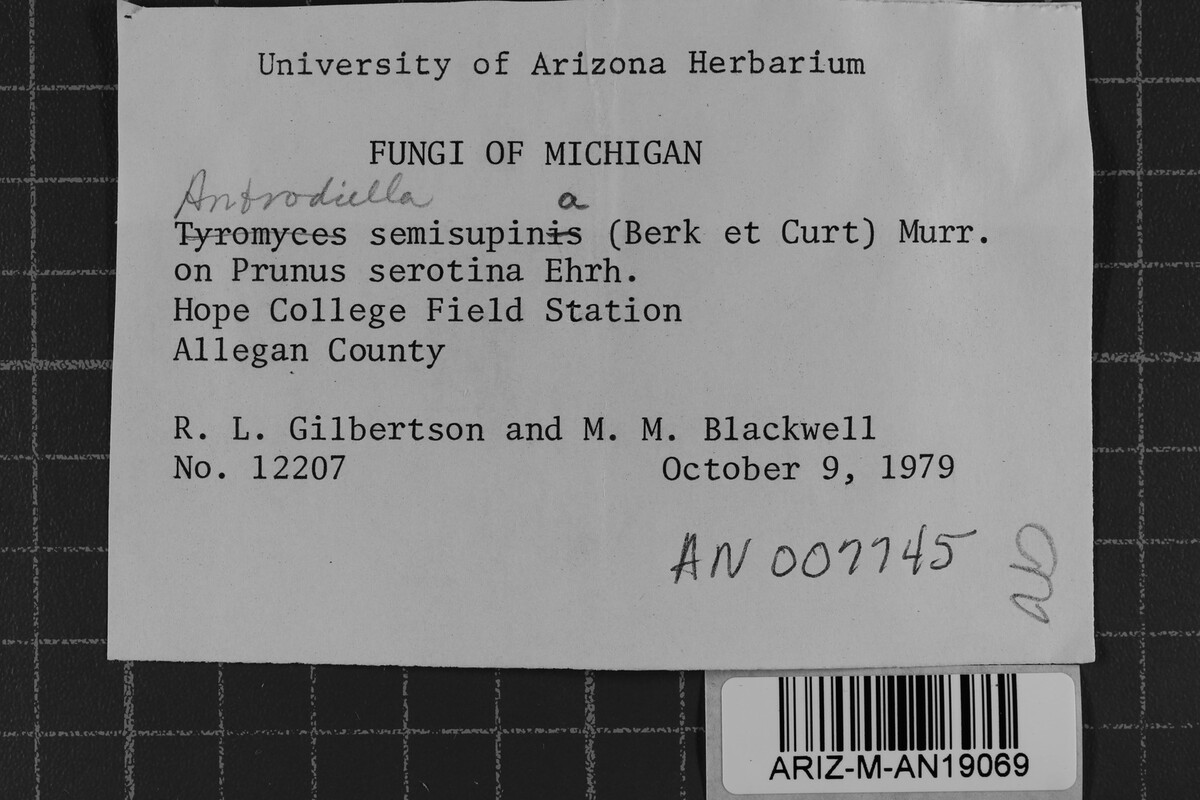 University of Arizona Herbarium
FUNGI OF MICHIGAN
Antrodiella a
Tyromyces semisupinis (Berk et Curt) Murr.
on Prunus serotina Ehrh.
Hope College Field Station
Allegan County
R. L. Gilbertson and M. M. Blackwell
No. 12207 October 9, 1979
AN 007745
ARIZ-M-AN19069